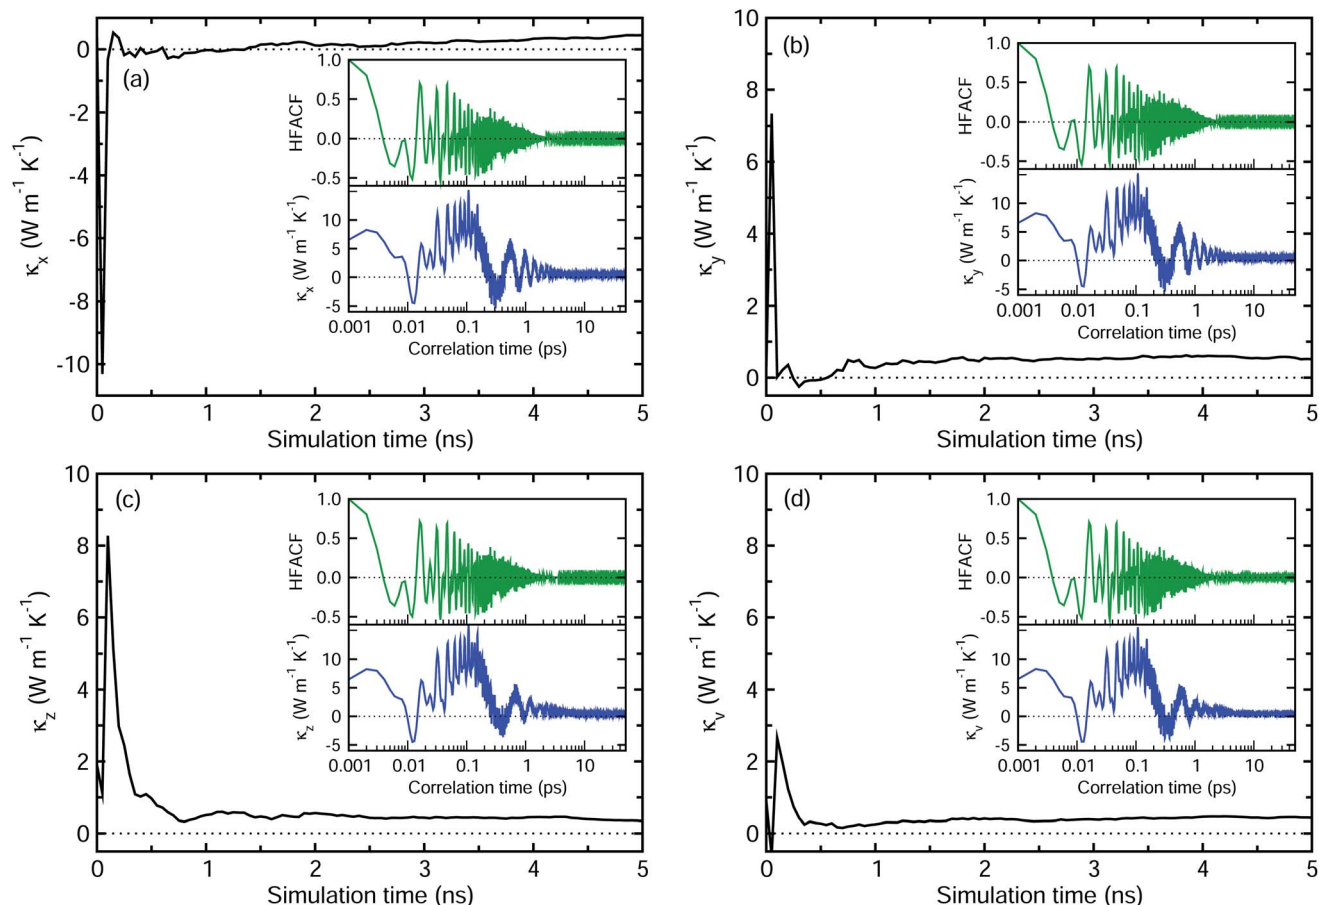 (a)
κx (W m-1 K-1)
0
-2
-4
-6
-8
-10
0 1 2 3 4 5
Simulation time (ns)
HFACF
1.0
0.5
0.0
-0.5
κx (W m-1 K-1)
10
5
0
-5
0.001 0.01 0.1 1 10
Correlation time (ps)
(b)
κy (W m-1 K-1)
10
8
6
4
2
0
0 1 2 3 4 5
Simulation time (ns)
HFACF
1.0
0.5
0.0
-0.5
κy (W m-1 K-1)
10
5
0
-5
0.001 0.01 0.1 1 10
Correlation time (ps)
(c)
κz (W m-1 K-1)
10
8
6
4
2
0
0 1 2 3 4 5
Simulation time (ns)
HFACF
1.0
0.5
0.0
-0.5
κz (W m-1 K-1)
10
5
0
-5
0.001 0.01 0.1 1 10
Correlation time (ps)
(d)
κv (W m-1 K-1)
10
8
6
4
2
0
0 1 2 3 4 5
Simulation time (ns)
HFACF
1.0
0.5
0.0
-0.5
κv (W m-1 K-1)
10
5
0
-5
0.001 0.01 0.1 1 10
Correlation time (ps)